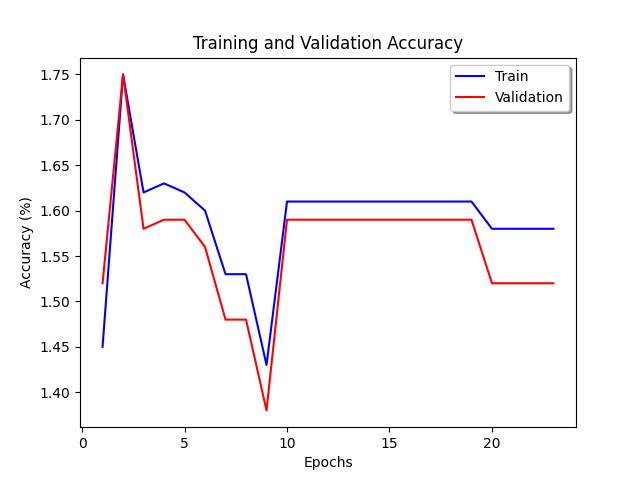 Training and Validation Accuracy
Train
Validation
1.75
1.70
1.65
1.60
1.55
1.50
1.45
1.40
Accuracy (%)
0 5 10 15 20
Epochs